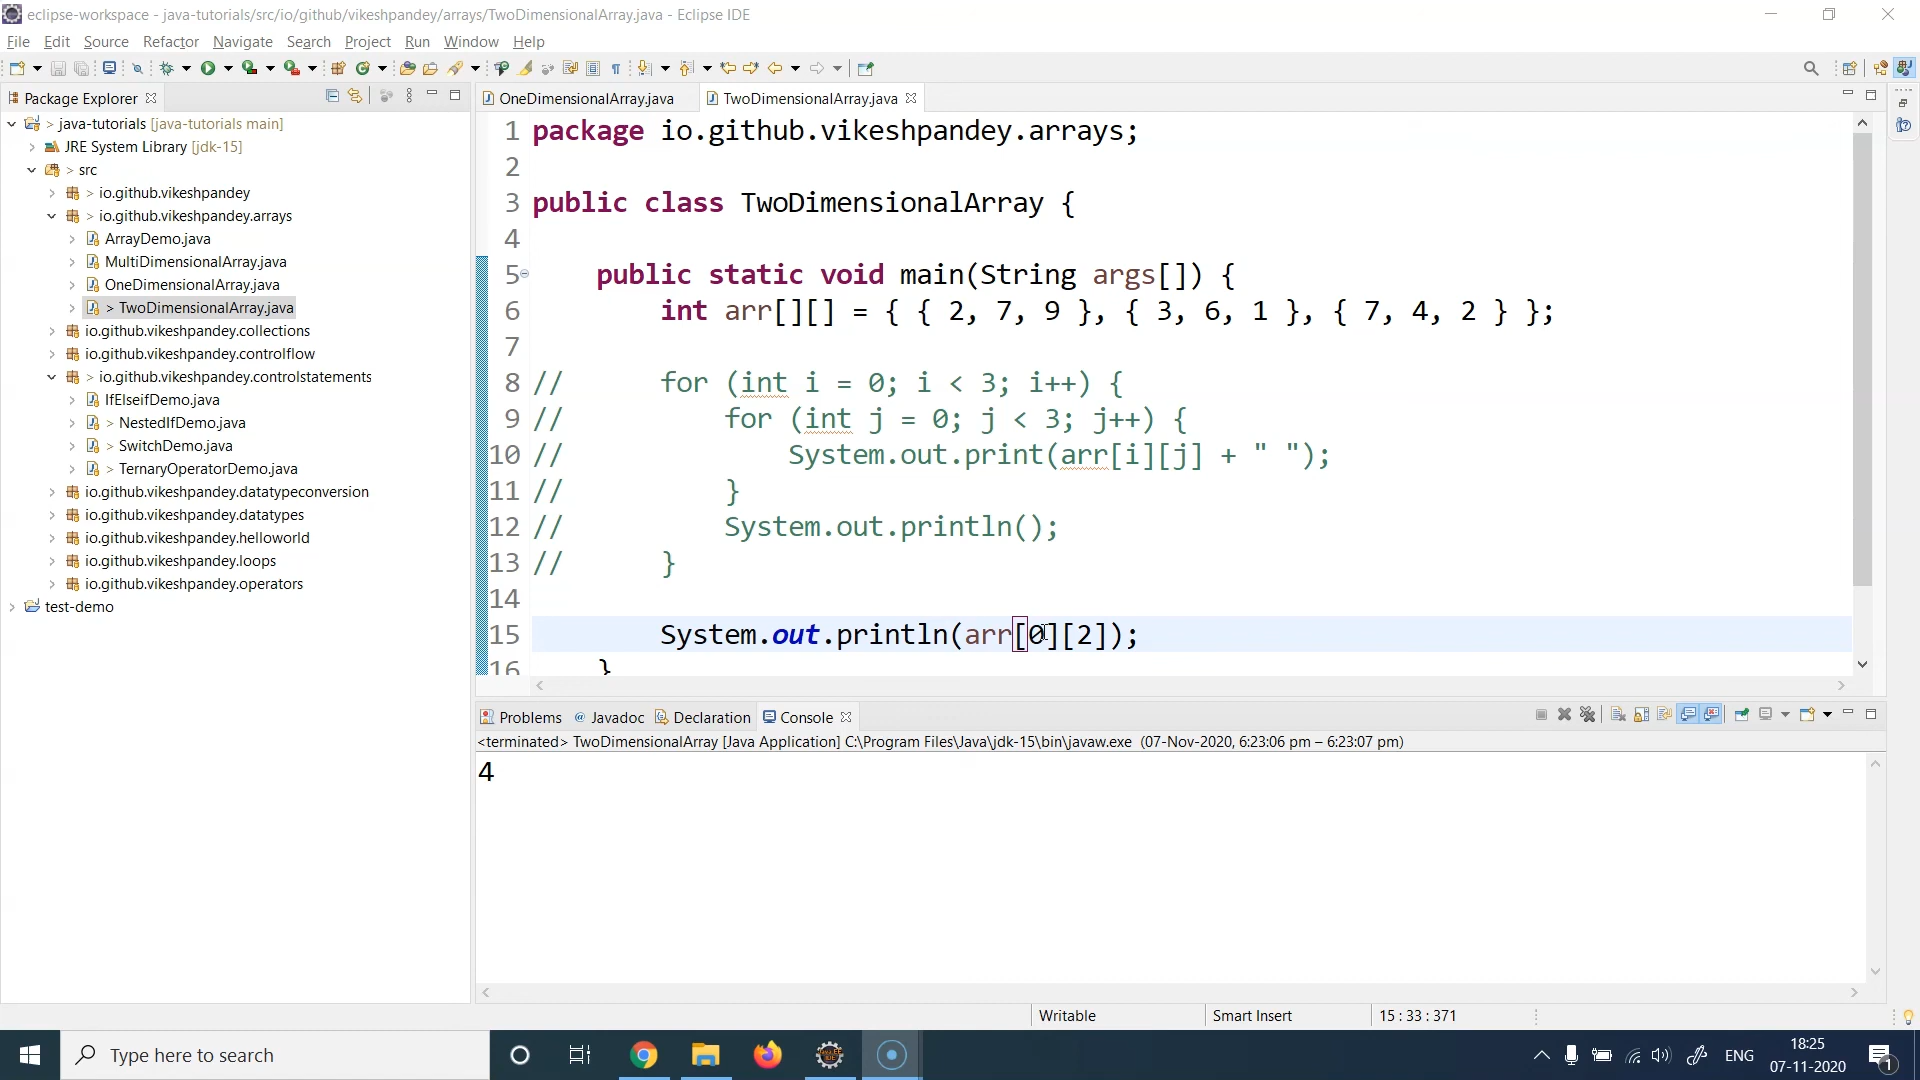 eclipse-workspace - java-tutorials/src/io/github/vikeshpandey/arrays/TwoDimensionalArray.java - Eclipse IDE
File Edit Source Refactor Navigate Search Project Run Window Help
Package Explorer
OneDimensionalArray.java
TwoDimensionalArray.java
> java-tutorials [java-tutorials main]
JRE System Library [jdk-15]
> src
> io.github.vikeshpandey
> io.github.vikeshpandey.arrays
ArrayDemo.java
MultiDimensionalArray.java
OneDimensionalArray.java
> TwoDimensionalArray.java
io.github.vikeshpandey.collections
io.github.vikeshpandey.controlflow
> io.github.vikeshpandey.controlstatements
IfElseifDemo.java
> NestedIfDemo.java
> SwitchDemo.java
> TernaryOperatorDemo.java
io.github.vikeshpandey.datatypeconversion
io.github.vikeshpandey.datatypes
io.github.vikeshpandey.helloworld
io.github.vikeshpandey.loops
io.github.vikeshpandey.operators
test-demo
1 package io.github.vikeshpandey.arrays;
2
3 public class TwoDimensionalArray {
4
5 public static void main(String args[]) {
6 int arr[][] = { { 2, 7, 9 }, { 3, 6, 1 }, { 7, 4, 2 } };
7
8 // for (int i = 0; i < 3; i++) {
9 // for (int j = 0; j < 3; j++) {
10 // System.out.print(arr[i][j] + " ");
11 // }
12 // System.out.println();
13 // }
14
15 System.out.println(arr[0][2]);
16 }
Problems @ Javadoc Declaration Console
<terminated> TwoDimensionalArray [Java Application] C:\Program Files\Java\jdk-15\bin\javaw.exe (07-Nov-2020, 6:23:06 pm – 6:23:07 pm)
4
Writable Smart Insert 15 : 33 : 371
Type here to search
ENG
18:25
07-11-2020
1